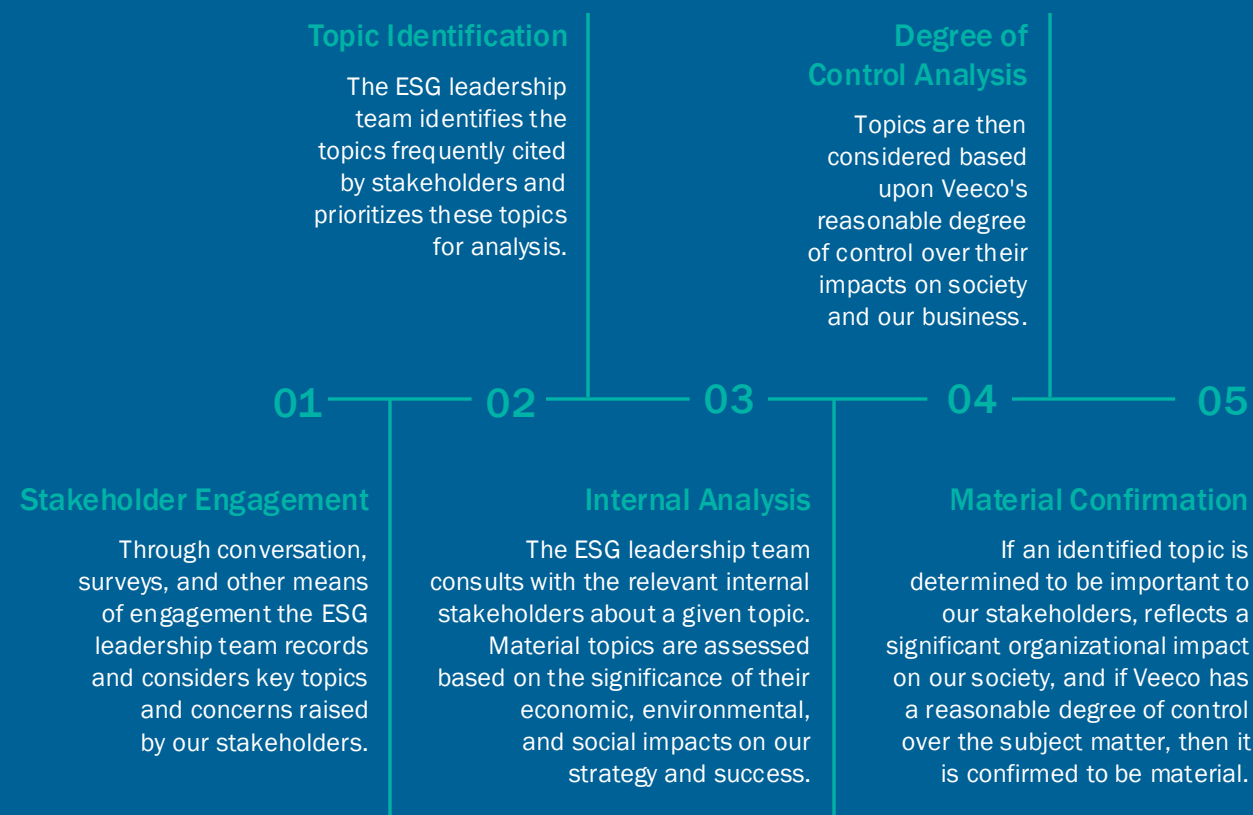 01
Stakeholder Engagement
Through conversation,
surveys, and other means
of engagement the ESG
leadership team records
and considers key topics
and concerns raised
by our stakeholders.
02
Topic Identification
The ESG leadership
team identifies the
topics frequently cited
by stakeholders and
prioritizes these topics
for analysis.
03
Internal Analysis
The ESG leadership team
consults with the relevant internal
stakeholders about a given topic.
Material topics are assessed
based on the significance of their
economic, environmental,
and social impacts on our
strategy and success.
04
Degree of
Control Analysis
Topics are then
considered based
upon Veeco's
reasonable degree
of control over their
impacts on society
and our business.
05
Material Confirmation
If an identified topic is
determined to be important to
our stakeholders, reflects a
significant organizational impact
on our society, and if Veeco has
a reasonable degree of control
over the subject matter, then it
is confirmed to be material.